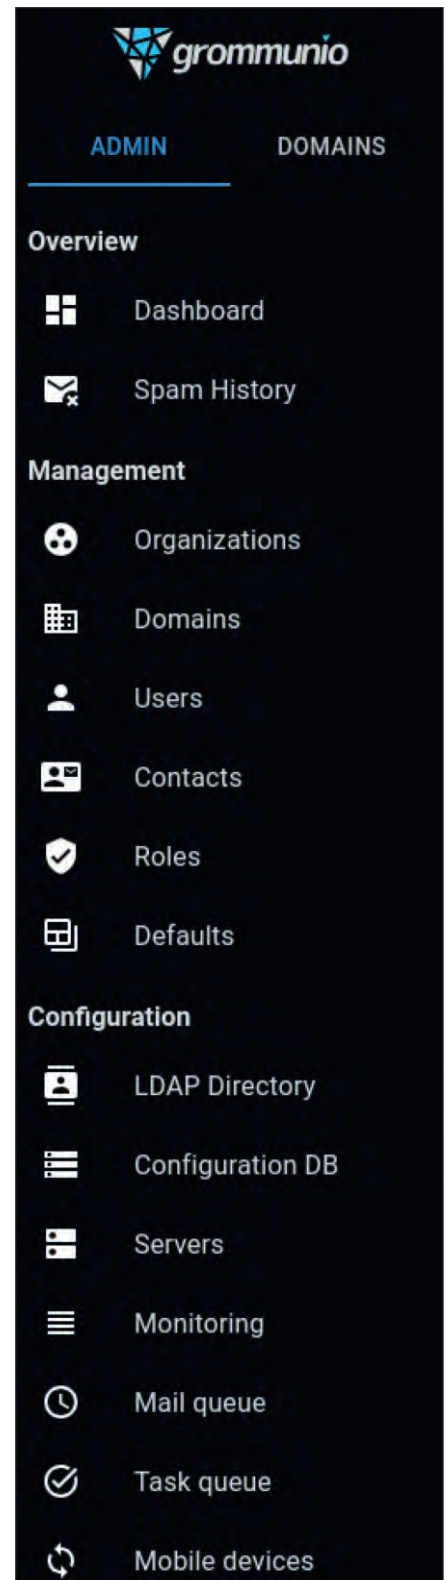 grommunio
ADMIN DOMAINS
Overview
Dashboard
Spam History
Management
Organizations
Domains
Users
Contacts
Roles
Defaults
Configuration
LDAP Directory
Configuration DB
Servers
Monitoring
Mail queue
Task queue
Mobile devices